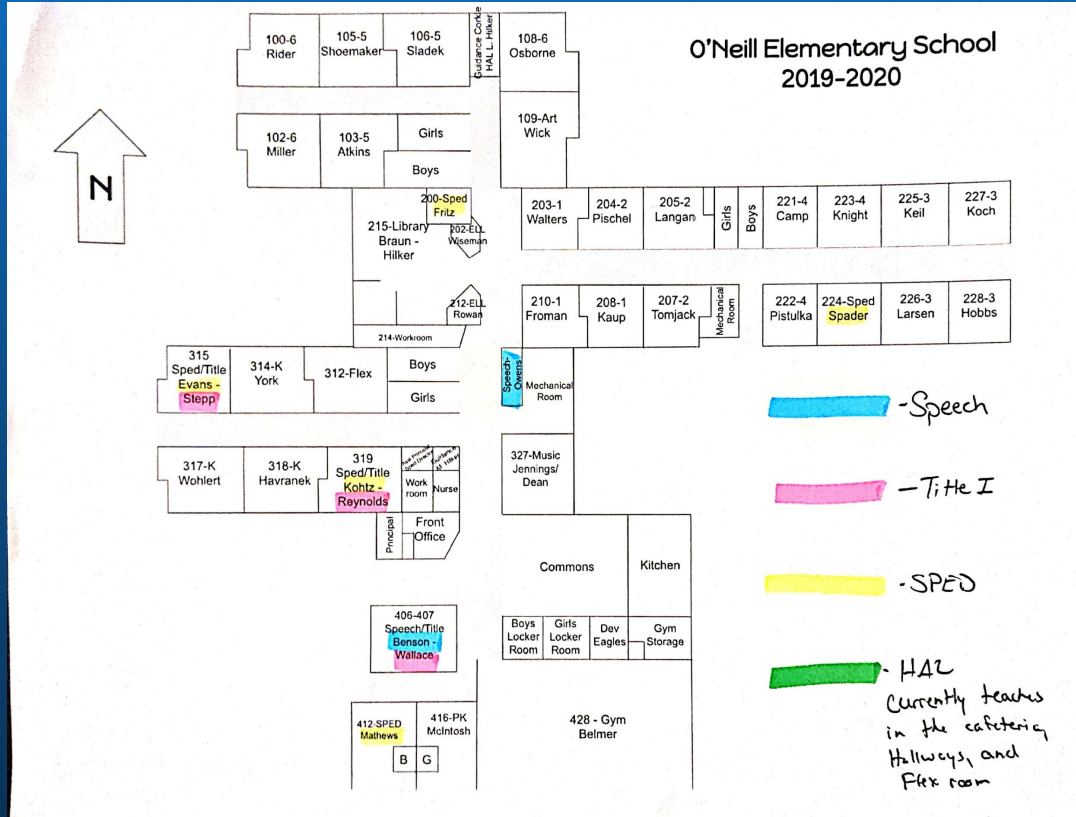 O'Neill Elementary School
2019-2020
N
100-6
Rider
105-5
Shoemaker
106-5
Sladek
Guidance Corkle
HAL L. Hilker
108-6
Osborne
109-Art
Wick
102-6
Miller
103-5
Atkins
Girls
Boys
200-Sped
Fritz
215-Library
Braun -
Hilker
202-ELL
Wiseman
203-1
Walters
204-2
Pischel
205-2
Langan
Girls
Boys
221-4
Camp
223-4
Knight
225-3
Keil
227-3
Koch
212-ELL
Rowan
214-Workroom
210-1
Froman
208-1
Kaup
207-2
Tomjack
Mechanical
Room
222-4
Pistulka
224-Sped
Spader
226-3
Larsen
228-3
Hobbs
315
Sped/Title
Evans -
Stepp
314-K
York
312-Flex
Boys
Girls
Speech-
Owens
Mechanical
Room
317-K
Wohlert
318-K
Havranek
319
Sped/Title
Kohtz -
Reynolds
Work
room
Nurse
Principal
Front
Office
327-Music
Jennings/
Dean
Commons
Kitchen
406-407
Speech/Title
Benson -
Wallace
Boys
Locker
Room
Girls
Locker
Room
Dev
Eagles
Gym
Storage
412-SPED
Mathews
416-PK
McIntosh
B
G
428 - Gym
Belmer
-Speech
-Title I
-SPED
- HAL
Currently teaches
in the cafeteria,
Hallways, and
Flex room